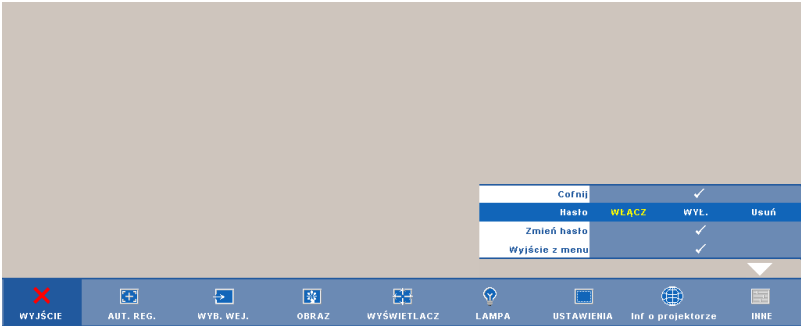 Cofnij
Hasło WŁĄCZ WYŁ. Usuń
Zmień hasło
Wyjście z menu
WYJŚCIE AUT. REG. WYB. WEJ. OBRAZ WYŚWIETLACZ LAMPA USTAWIENIA Inf o projektorze INNE